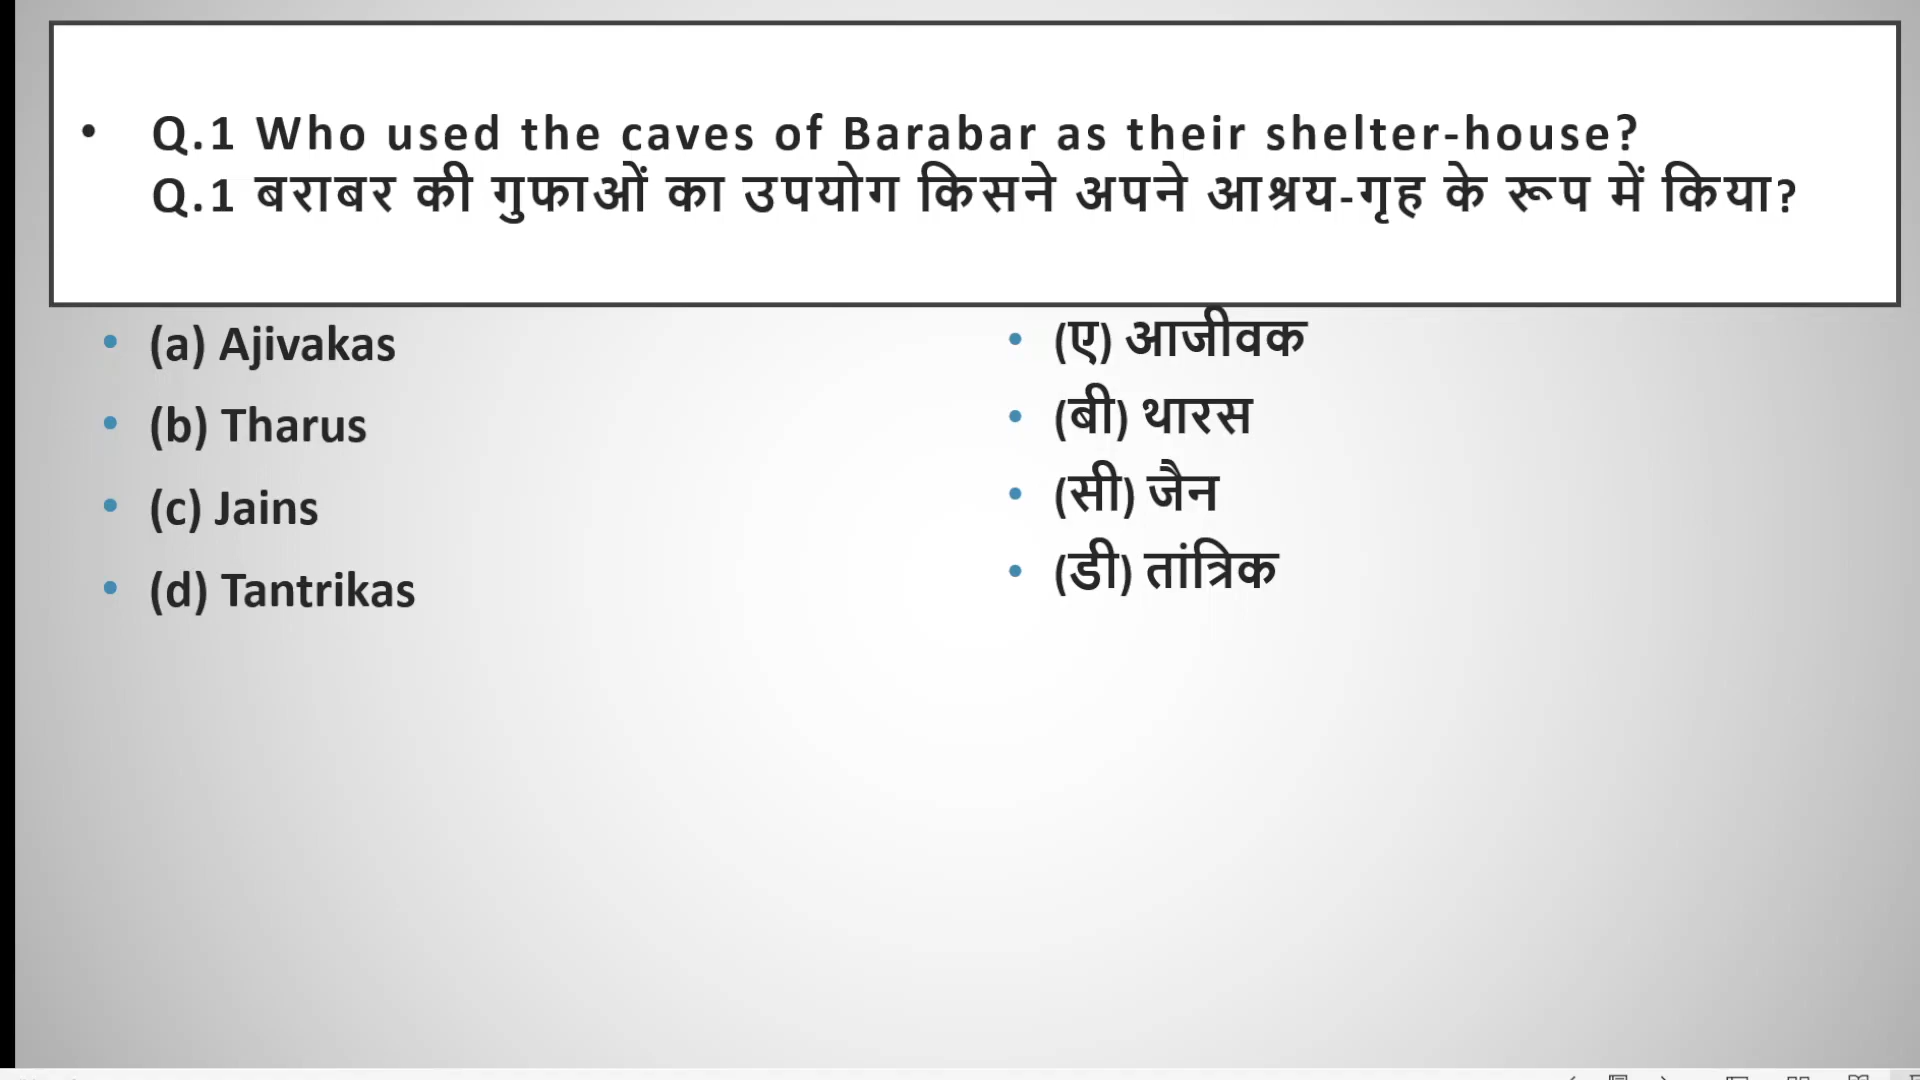 • Q.1 Who used the caves of Barabar as their shelter-house?
Q.1 बराबर की गुफाओं का उपयोग किसने अपने आश्रय-गृह के रूप में किया?
• (a) Ajivakas
• (b) Tharus
• (c) Jains
• (d) Tantrikas
• (ए) आजीवक
• (बी) थारस
• (सी) जैन
• (डी) तांत्रिक